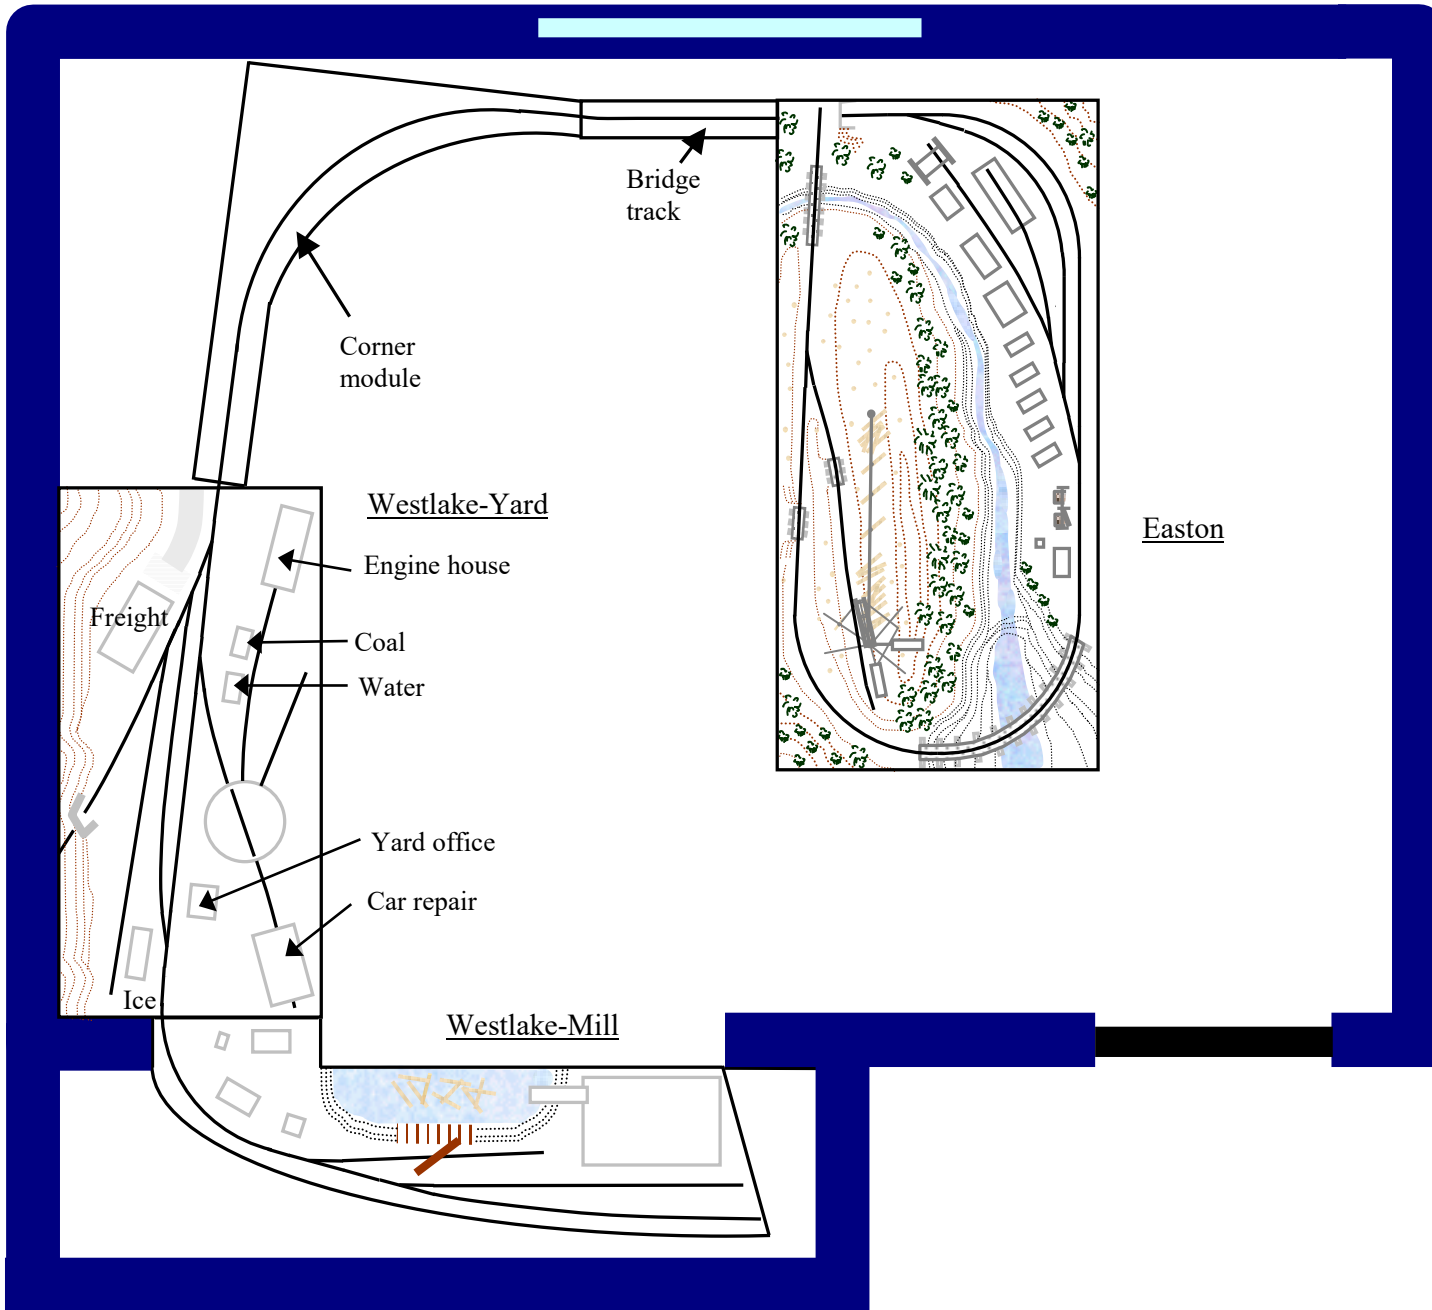 Bridge
track
Corner
module
Westlake-Yard
Easton
Engine house
Freight
Coal
Water
Yard office
Car repair
Ice
Westlake-Mill